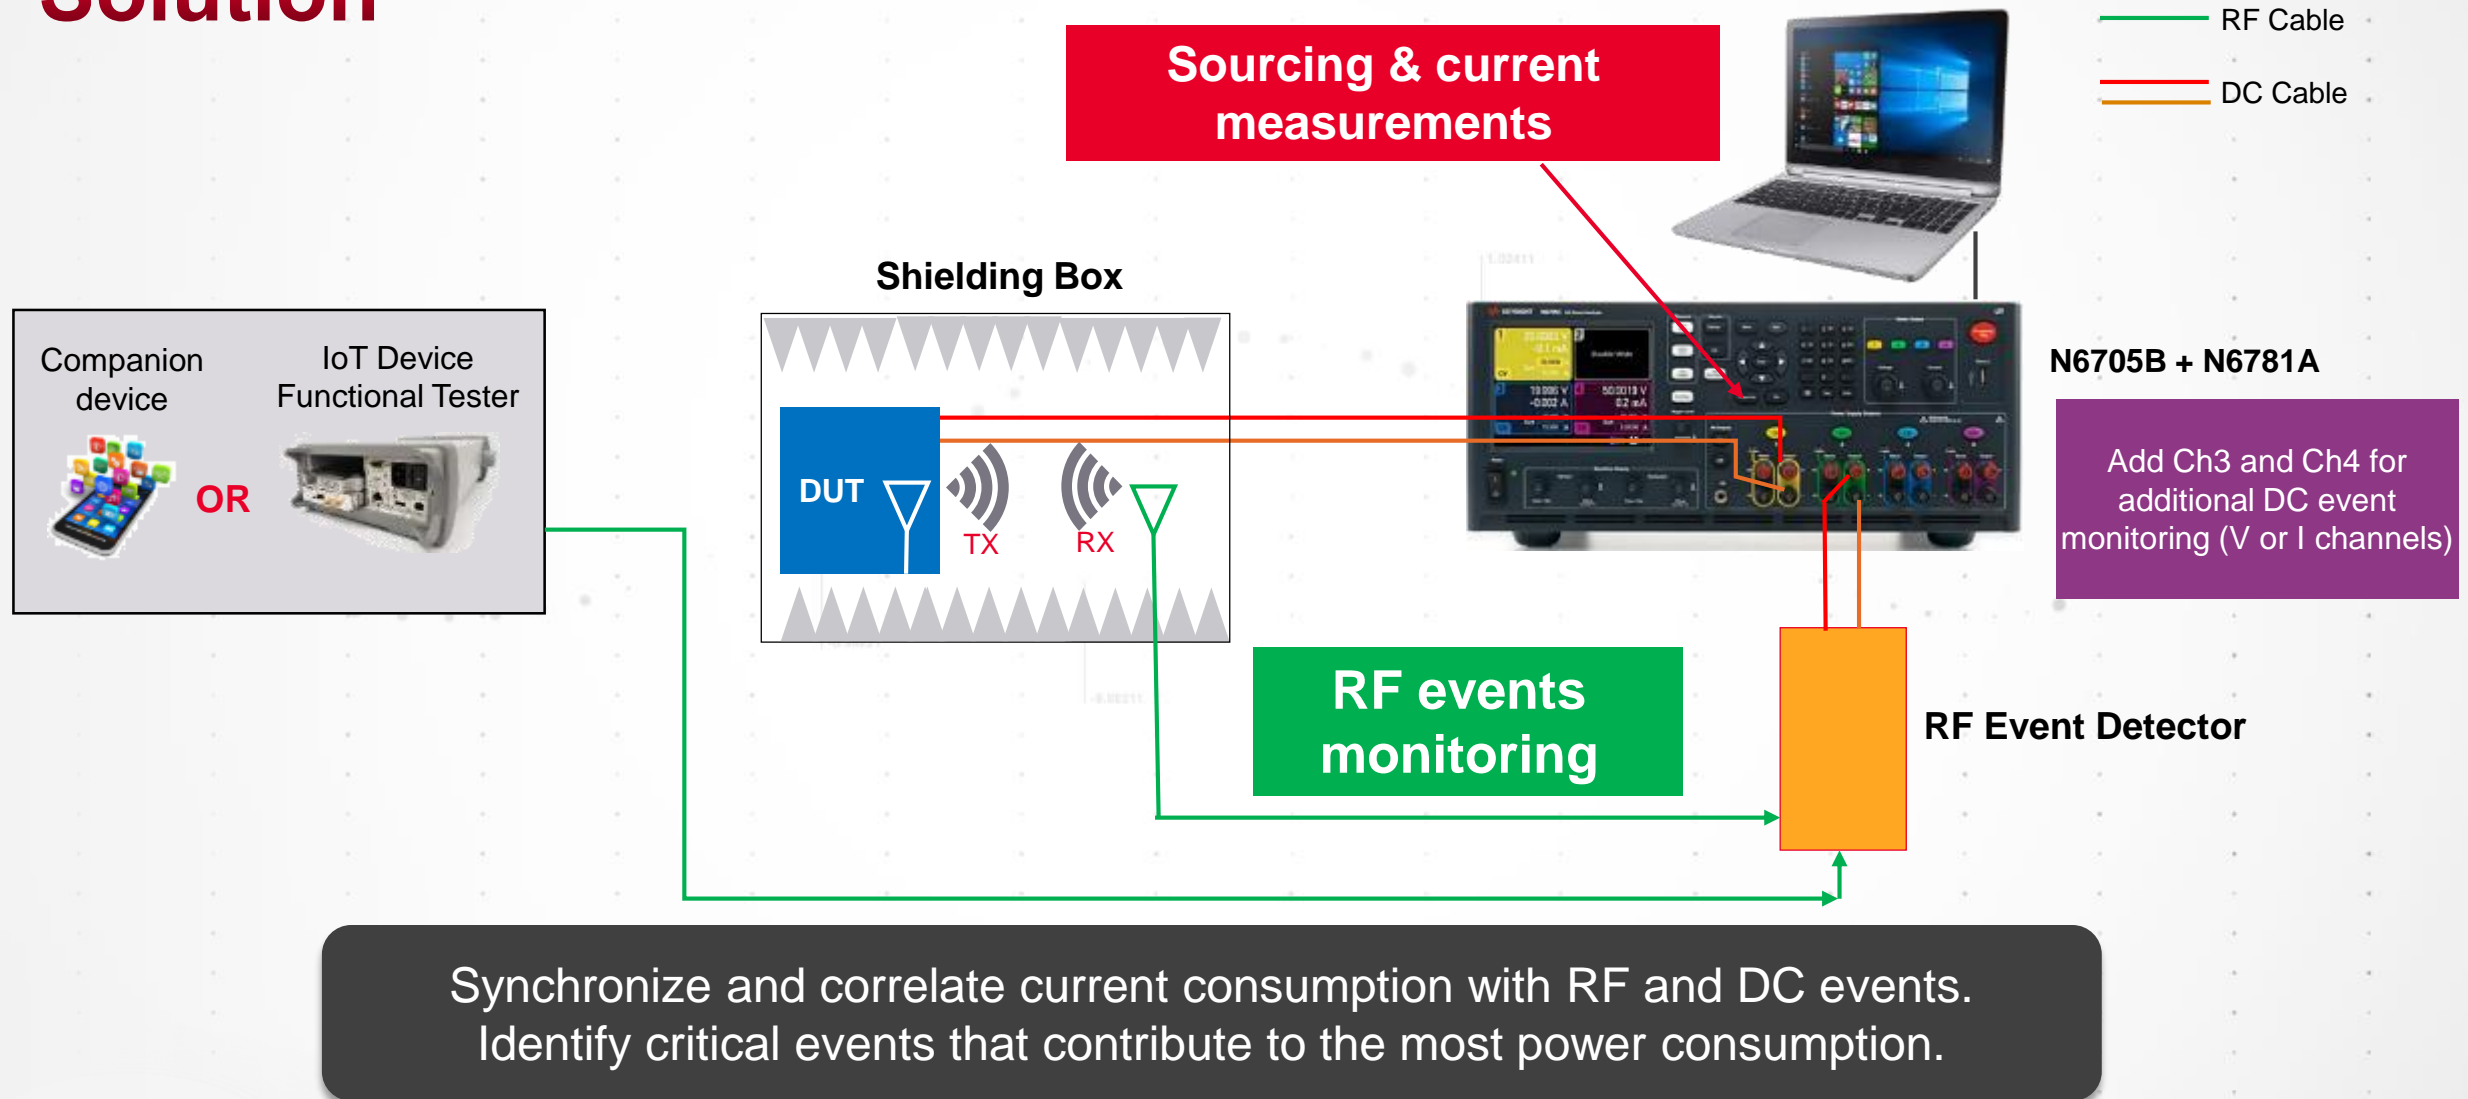 Solution
RF Cable
DC Cable
Sourcing & current
measurements
Shielding Box
Companion
device
IoT Device
Functional Tester
OR
DUT
TX
RX
N6705B + N6781A
Add Ch3 and Ch4 for
additional DC event
monitoring (V or I channels)
RF events
monitoring
RF Event Detector
Synchronize and correlate current consumption with RF and DC events.
Identify critical events that contribute to the most power consumption.